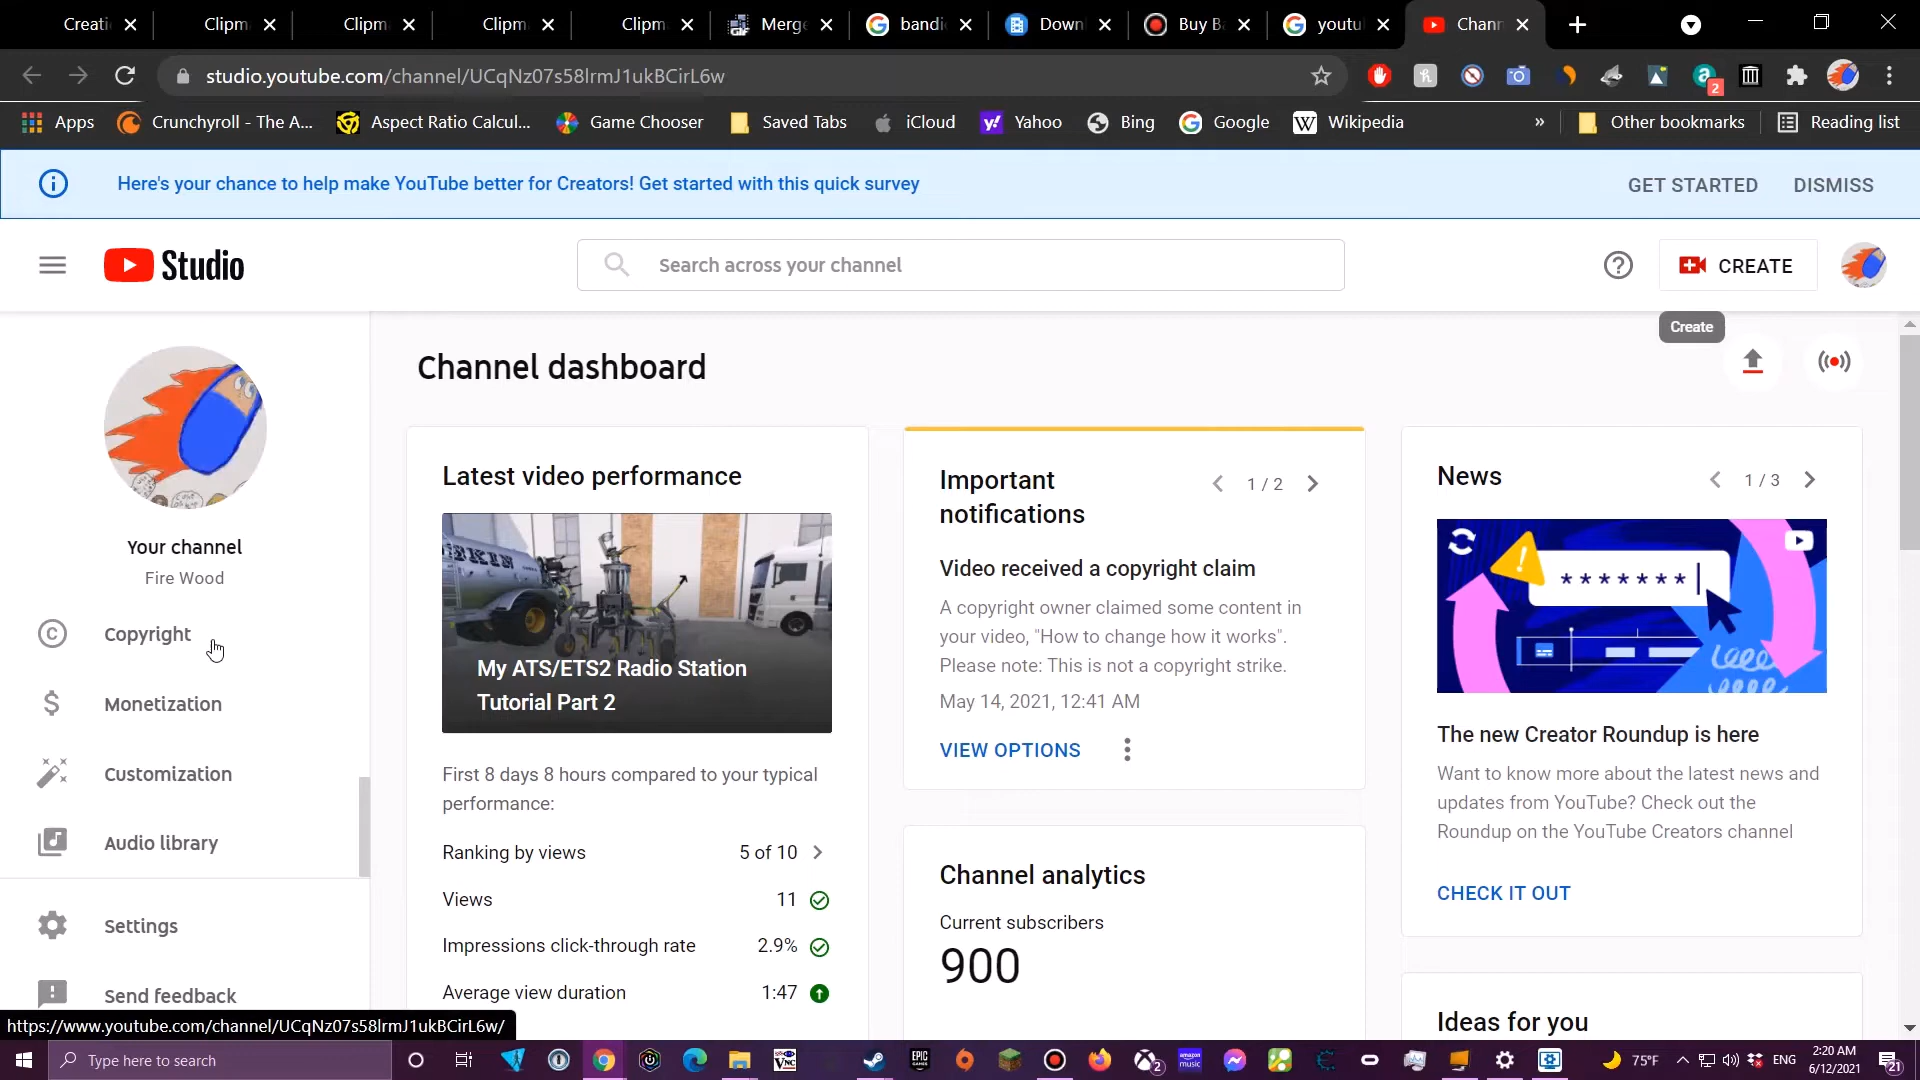 Creati
Clipm
Clipm
Clipm
Clipm
Merge
bandi
Down
Buy B
youtu
Chann
studio.youtube.com/channel/UCqNz07s58lrmJ1ukBCirL6w
2
Apps
Crunchyroll - The A...
Aspect Ratio Calcul...
Game Chooser
Saved Tabs
iCloud
Yahoo
Bing
Google
Wikipedia
»
Other bookmarks
Reading list
Here's your chance to help make YouTube better for Creators! Get started with this quick survey
GET STARTED
DISMISS
Studio
Search across your channel
CREATE
Create
Channel dashboard
Your channel
Fire Wood
Copyright
Monetization
Customization
Audio library
Settings
Send feedback
Latest video performance
My ATS/ETS2 Radio Station
Tutorial Part 2
First 8 days 8 hours compared to your typical
performance:
Ranking by views 5 of 10
Views 11
Impressions click-through rate 2.9%
Average view duration 1:47
Important
notifications
1 / 2
Video received a copyright claim
A copyright owner claimed some content in
your video, "How to change how it works".
Please note: This is not a copyright strike.
May 14, 2021, 12:41 AM
VIEW OPTIONS
Channel analytics
Current subscribers
900
News
1 / 3
* * * * * * * |
The new Creator Roundup is here
Want to know more about the latest news and
updates from YouTube? Check out the
Roundup on the YouTube Creators channel
CHECK IT OUT
Ideas for you
https://www.youtube.com/channel/UCqNz07s58lrmJ1ukBCirL6w/
Type here to search
EPIC
GAMES
VNC
2
amazon
music
75°F
ENG
2:20 AM
6/12/2021
21